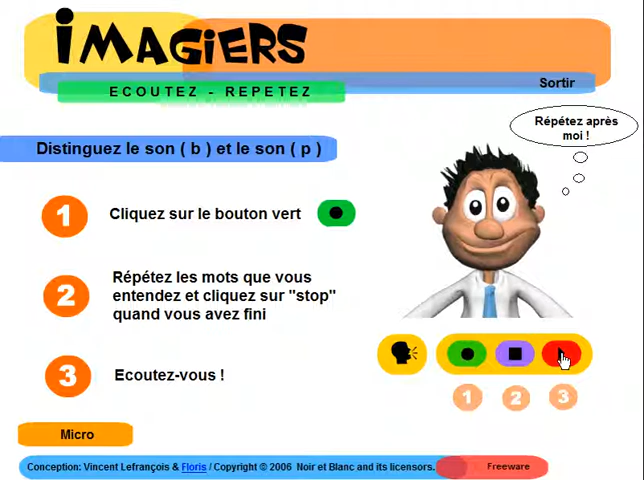 iMAGiERS
ECOUTEZ - REPETEZ
Sortir
Répétez après
moi !
Distinguez le son ( b ) et le son ( p )
1
Cliquez sur le bouton vert
2
Répétez les mots que vous
entendez et cliquez sur "stop"
quand vous avez fini
3
Ecoutez-vous !
1 2 3
Micro
Conception: Vincent Lefrançois & Floris / Copyright © 2006 Noir et Blanc and its licensors.
Freeware